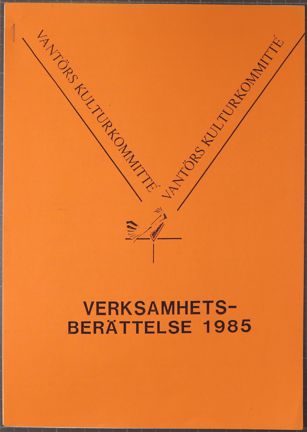 VANTÖRS KULTURKOMMITTÉ
VANTÖRS KULTURKOMMITTÉ
VERKSAMHETS-
BERÄTTELSE 1985